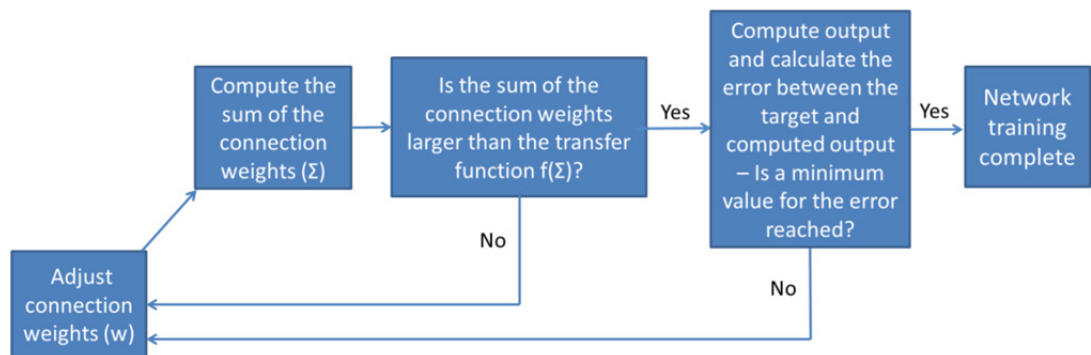 Compute the
sum of the
connection
weights (Σ)
Is the sum of the
connection weights
larger than the transfer
function f(Σ)?
Yes
No
Compute output
and calculate the
error between the
target and
computed output
– Is a minimum
value for the error
reached?
Yes
No
Network
training
complete
Adjust
connection
weights (w)